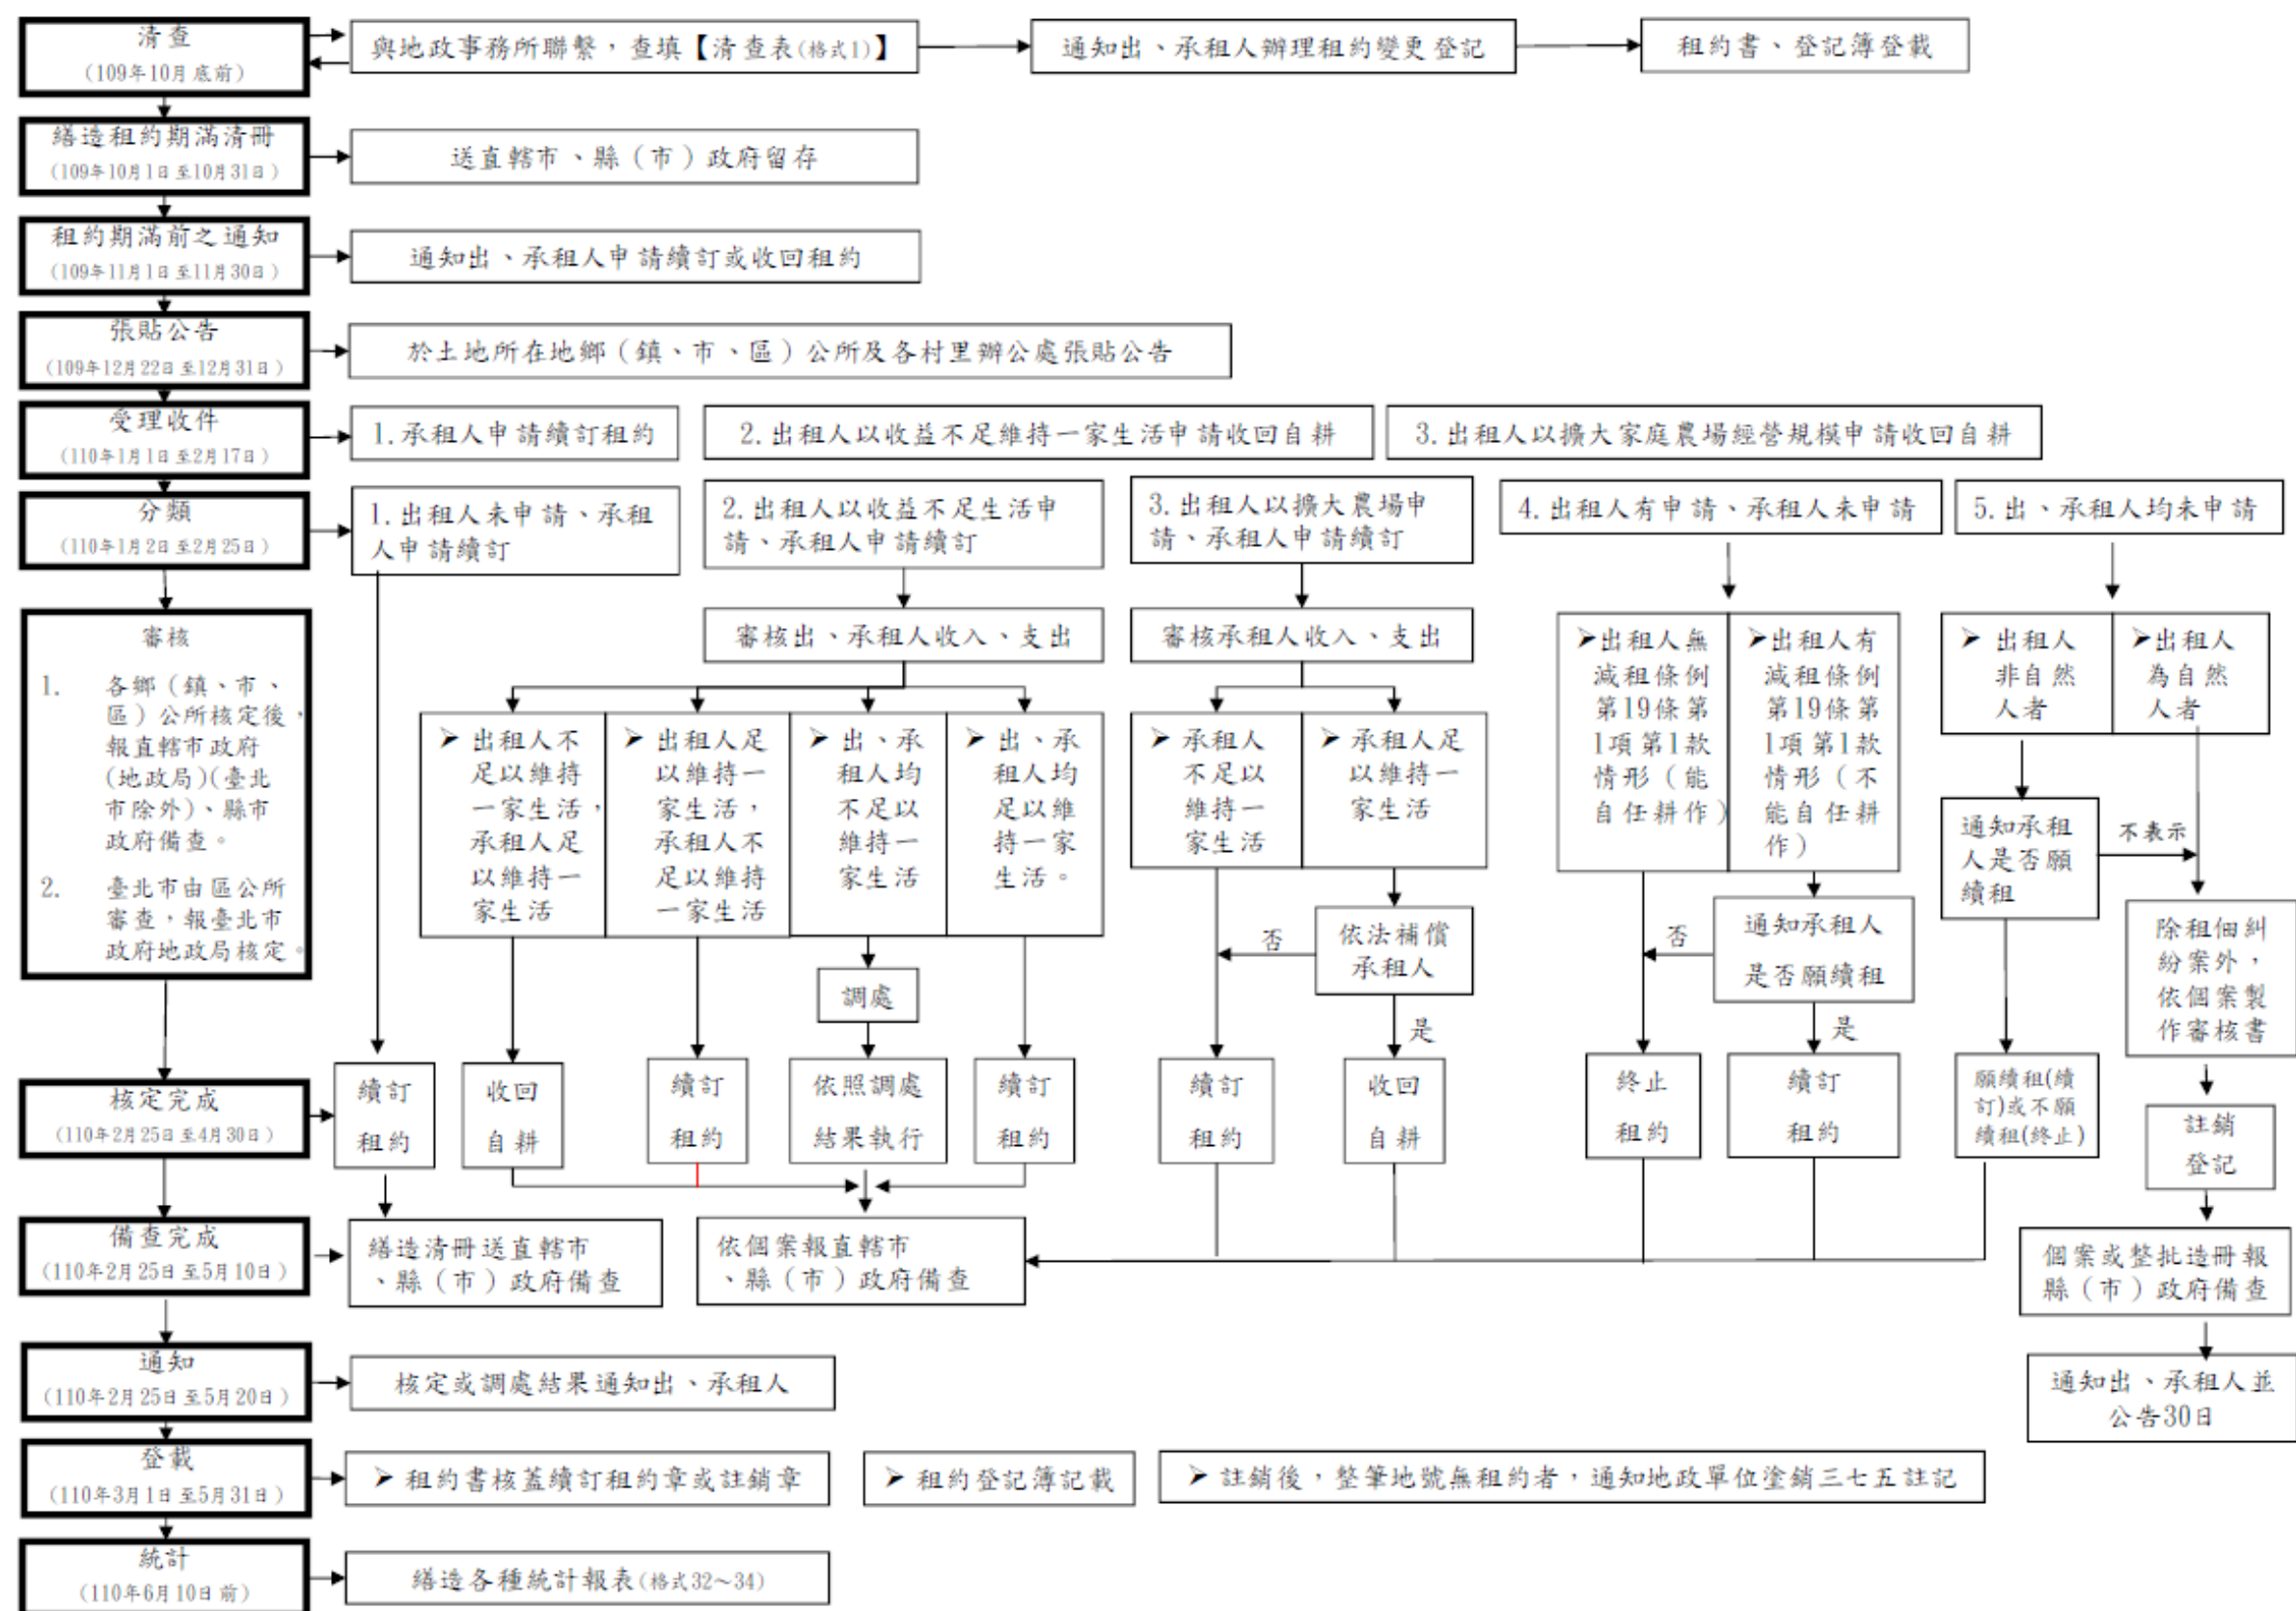 清查
(109年10月底前)
與地政事務所聯繫，查填【清查表(格式1)】
通知出、承租人辦理租約變更登記
租約書、登記簿登載
繕造租約期滿清冊
(109年10月1日至10月31日)
送直轄市、縣（市）政府留存
租約期滿前之通知
(109年11月1日至11月30日)
通知出、承租人申請續訂或收回租約
張貼公告
(109年12月22日至12月31日)
於土地所在地鄉（鎮、市、區）公所及各村里辦公處張貼公告
受理收件
(110年1月1日至2月17日)
1.承租人申請續訂租約
2.出租人以收益不足維持一家生活申請收回自耕
3.出租人以擴大家庭農場經營規模申請收回自耕
分類
(110年1月2日至2月25日)
1.出租人未申請、承租
人申請續訂
2.出租人以收益不足生活申
請、承租人申請續訂
3.出租人以擴大農場申
請、承租人申請續訂
4.出租人有申請、承租人未申請
5.出、承租人均未申請
審核
1. 各鄉（鎮、市、
區）公所核定後，
報直轄市政府
(地政局)(臺北
市除外)、縣市
政府備查。
2. 臺北市由區公所
審查，報臺北市
政府地政局核定。
審核出、承租人收入、支出
審核承租人收入、支出
➤出租人無
減租條例
第19條第
1項第1款
情形（能
自任耕作）
➤出租人有
減租條例
第19條第
1項第1款
情形（不
能自任耕
作）
➤ 出租人
非自然
人者
➤出租人
為自然
人者
➤ 出租人不
足以維持
一家生活，
承租人足
以維持一
家生活
➤ 出租人足
以維持一
家生活，
承租人不
足以維持
一家生活
➤ 出、承
租人均
不足以
維持一
家生活
➤ 出、承
租人均
足以維
持一家
生活。
➤ 承租人
不足以
維持一
家生活
➤ 承租人足
以維持一
家生活
通知承租
人是否願
續租
不表示
調處
否
依法補償
承租人
是
否
通知承租人
是否願續租
是
除租佃糾
紛案外，
依個案製
作審核書
核定完成
(110年2月25日至4月30日)
續訂
租約
收回
自耕
續訂
租約
依照調處
結果執行
續訂
租約
續訂
租約
收回
自耕
終止
租約
續訂
租約
願續租(續
訂)或不願
續租(終止)
註銷
登記
備查完成
(110年2月25日至5月10日)
繕造清冊送直轄市
、縣（市）政府備查
依個案報直轄市
、縣（市）政府備查
個案或整批造冊報
縣（市）政府備查
通知
(110年2月25日至5月20日)
核定或調處結果通知出、承租人
通知出、承租人並
公告30日
登載
(110年3月1日至5月31日)
➤ 租約書核蓋續訂租約章或註銷章
➤ 租約登記簿記載
➤ 註銷後，整筆地號無租約者，通知地政單位塗銷三七五註記
統計
(110年6月10日前)
繕造各種統計報表(格式32～34)